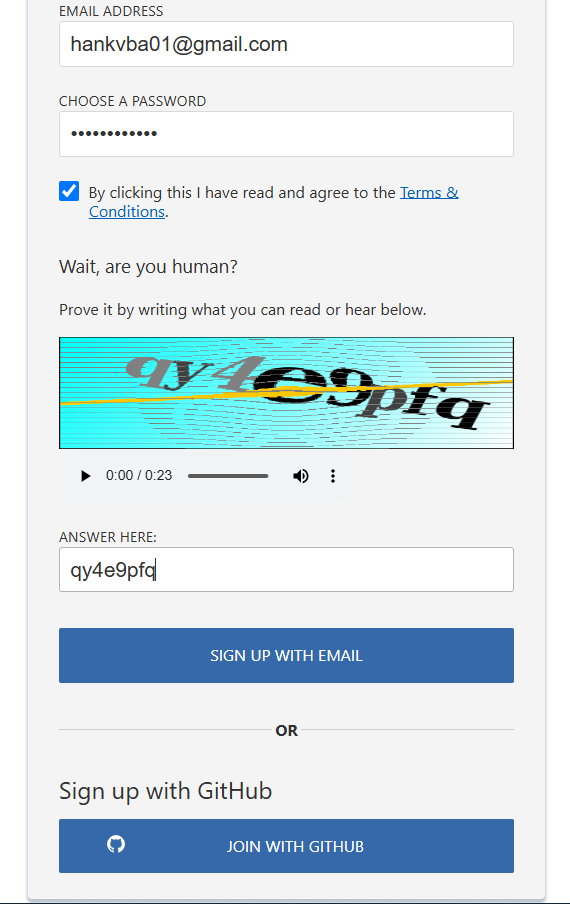 EMAIL ADDRESS
hankvba01@gmail.com
CHOOSE A PASSWORD
••••••••••••
By clicking this I have read and agree to the Terms &
Conditions.
Wait, are you human?
Prove it by writing what you can read or hear below.
0:00 / 0:23
ANSWER HERE:
qy4e9pfq
SIGN UP WITH EMAIL
OR
Sign up with GitHub
JOIN WITH GITHUB